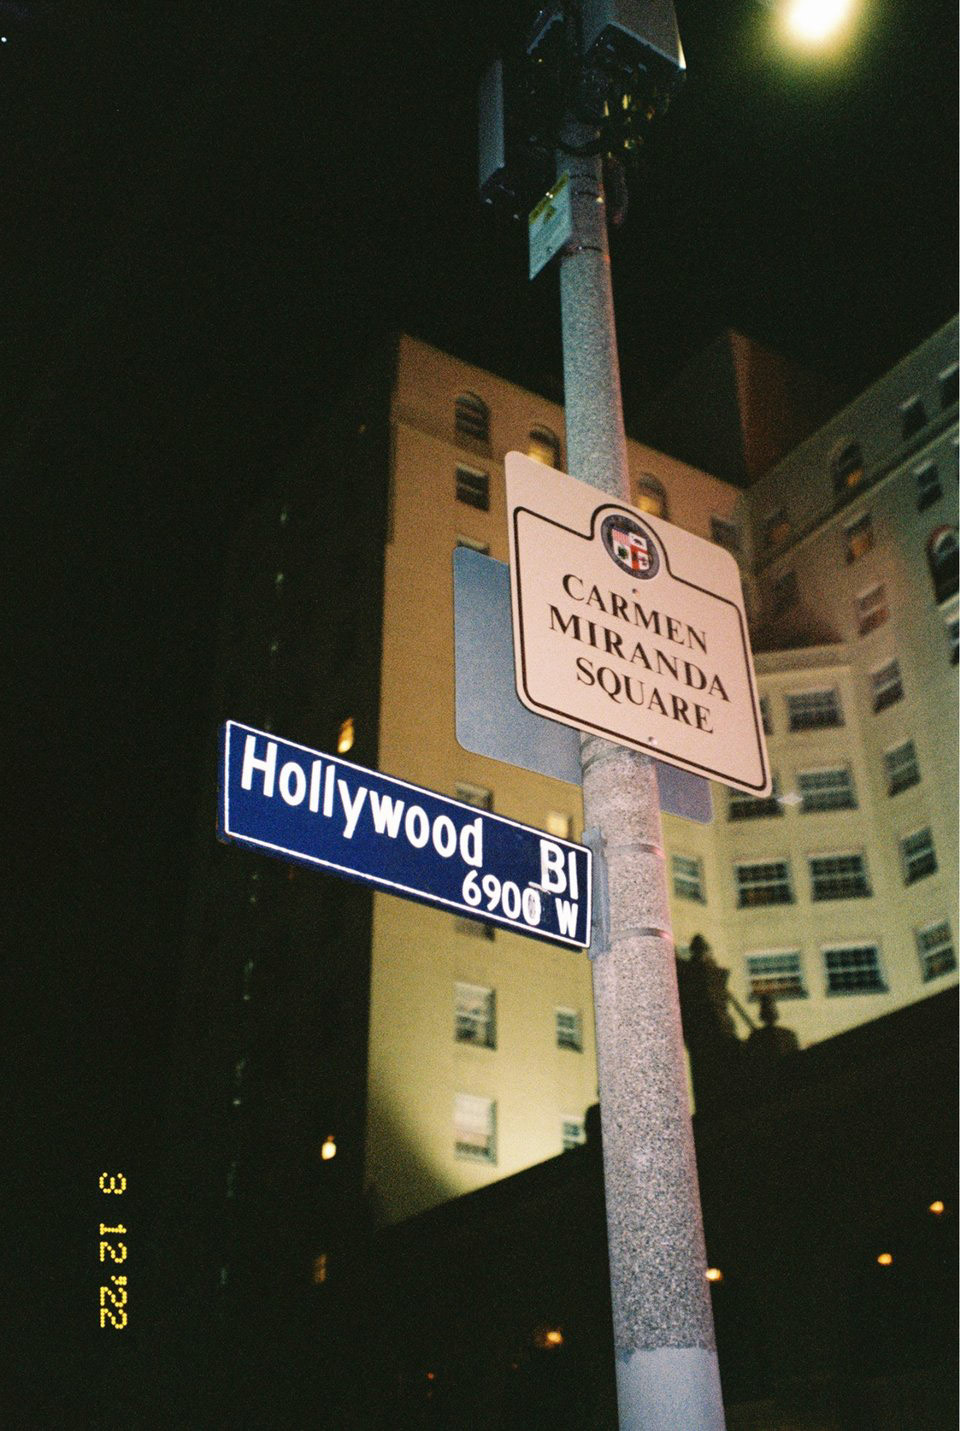 CARMEN
MIRANDA
SQUARE
Hollywood Bl
6900 W
3 12 '22